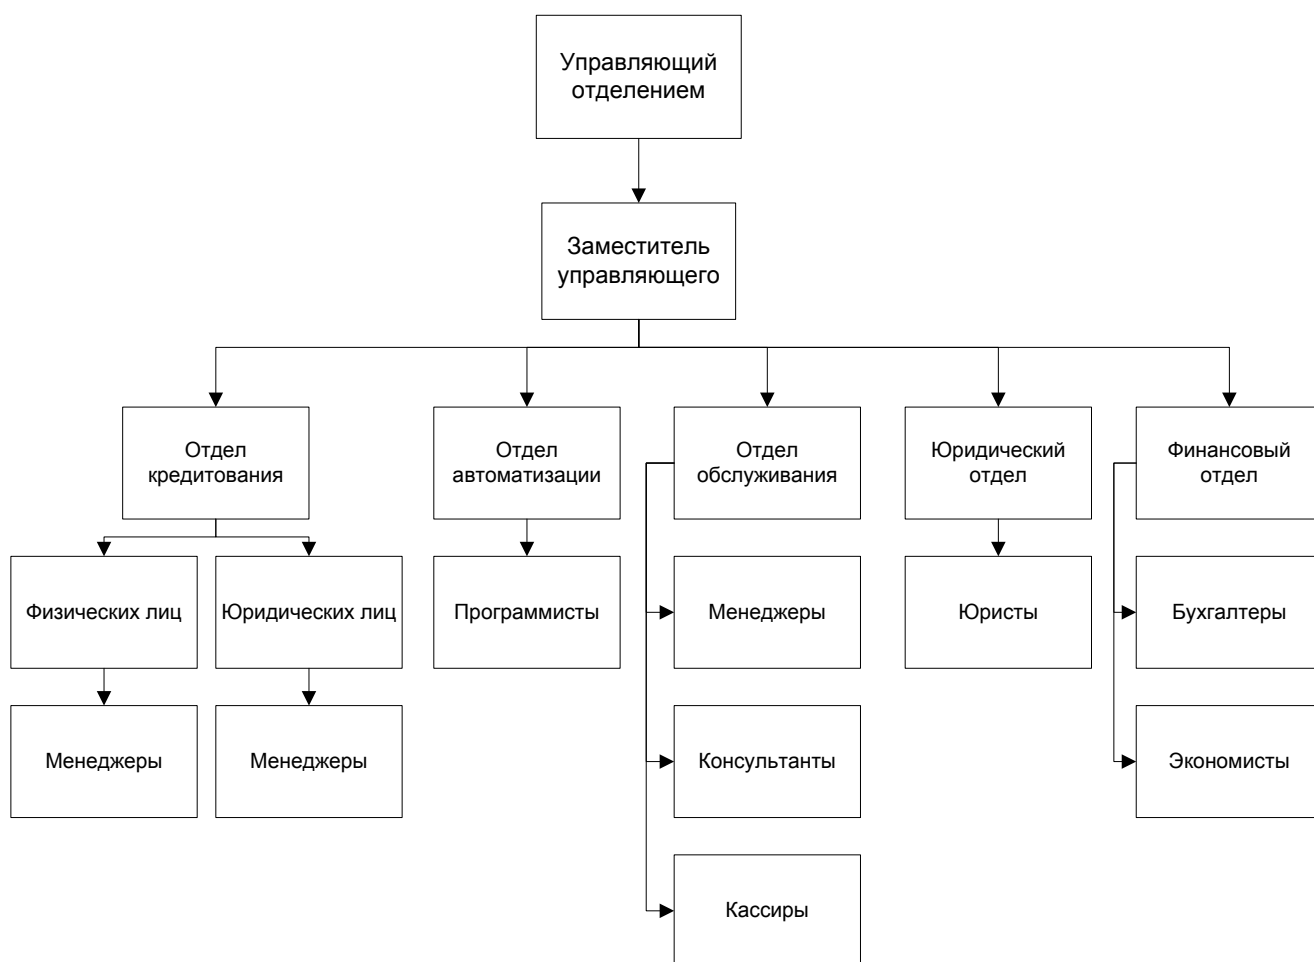 Управляющий
отделением
Заместитель
управляющего
Отдел
кредитования
Отдел
автоматизации
Отдел
обслуживания
Юридический
отдел
Финансовый
отдел
Физических лиц
Юридических лиц
Программисты
Менеджеры
Юристы
Бухгалтеры
Менеджеры
Менеджеры
Консультанты
Экономисты
Кассиры